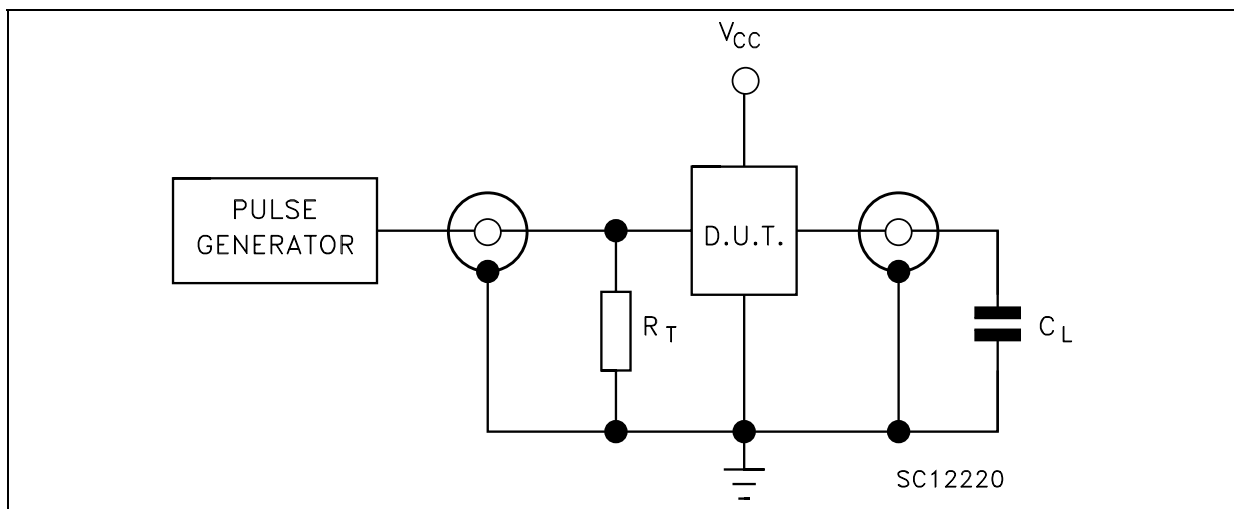 VCC
PULSE
GENERATOR
D.U.T.
RT
CL
SC12220